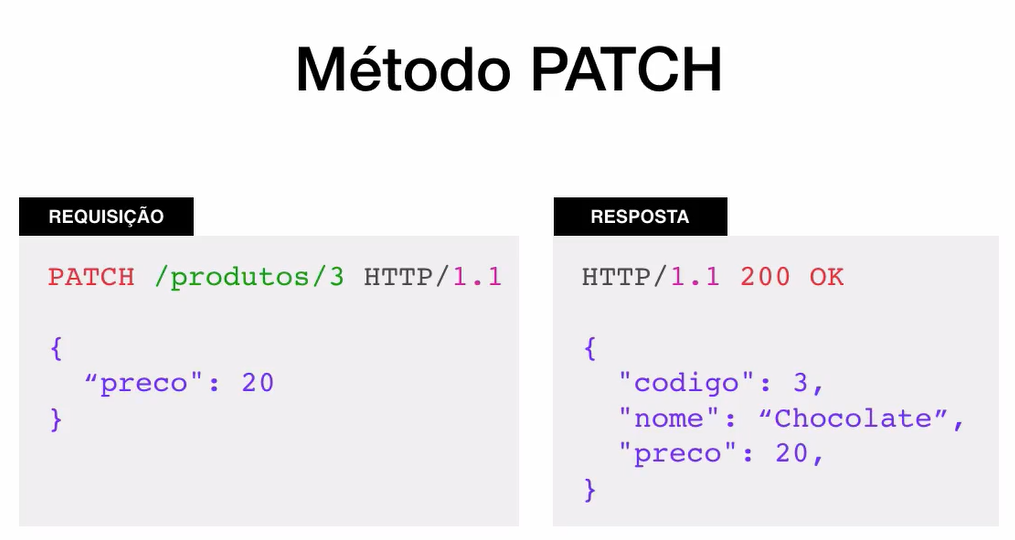 Método PATCH
REQUISIÇÃO
PATCH /produtos/3 HTTP/1.1
{
“preco": 20
}
RESPOSTA
HTTP/1.1 200 OK
{
"codigo": 3,
"nome": “Chocolate”,
"preco": 20,
}